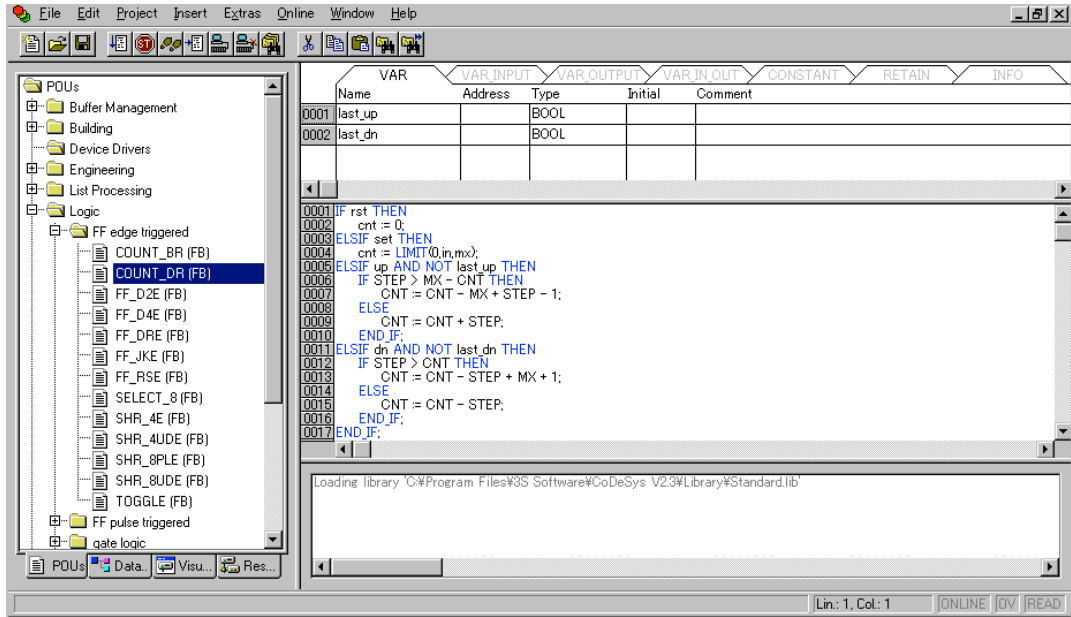 File Edit Project Insert Extras Online Window Help
POUs
Buffer Management
Building
Device Drivers
Engineering
List Processing
Logic
FF edge triggered
COUNT_BR (FB)
COUNT_DR (FB)
FF_D2E (FB)
FF_D4E (FB)
FF_DRE (FB)
FF_JKE (FB)
FF_RSE (FB)
SELECT_8 (FB)
SHR_4E (FB)
SHR_4UDE (FB)
SHR_8PLE (FB)
SHR_8UDE (FB)
TOGGLE (FB)
FF pulse triggered
gate logic
POUs Data.. Visu... Res...
VAR VAR_INPUT VAR_OUTPUT VAR_IN_OUT CONSTANT RETAIN INFO
Name Address Type Initial Comment
0001 last_up BOOL
0002 last_dn BOOL
0001 IF rst THEN
0002 cnt := 0;
0003 ELSIF set THEN
0004 cnt := LIMIT(0,in,mx);
0005 ELSIF up AND NOT last_up THEN
0006 IF STEP > MX - CNT THEN
0007 CNT := CNT - MX + STEP - 1;
0008 ELSE
0009 CNT := CNT + STEP;
0010 END_IF;
0011 ELSIF dn AND NOT last_dn THEN
0012 IF STEP > CNT THEN
0013 CNT := CNT - STEP + MX + 1;
0014 ELSE
0015 CNT := CNT - STEP;
0016 END_IF;
0017 END_IF;
Loading library 'C:¥Program Files¥3S Software¥CoDeSys V2.3¥Library¥Standard.lib'
Lin.: 1, Col.: 1 ONLINE OV READ